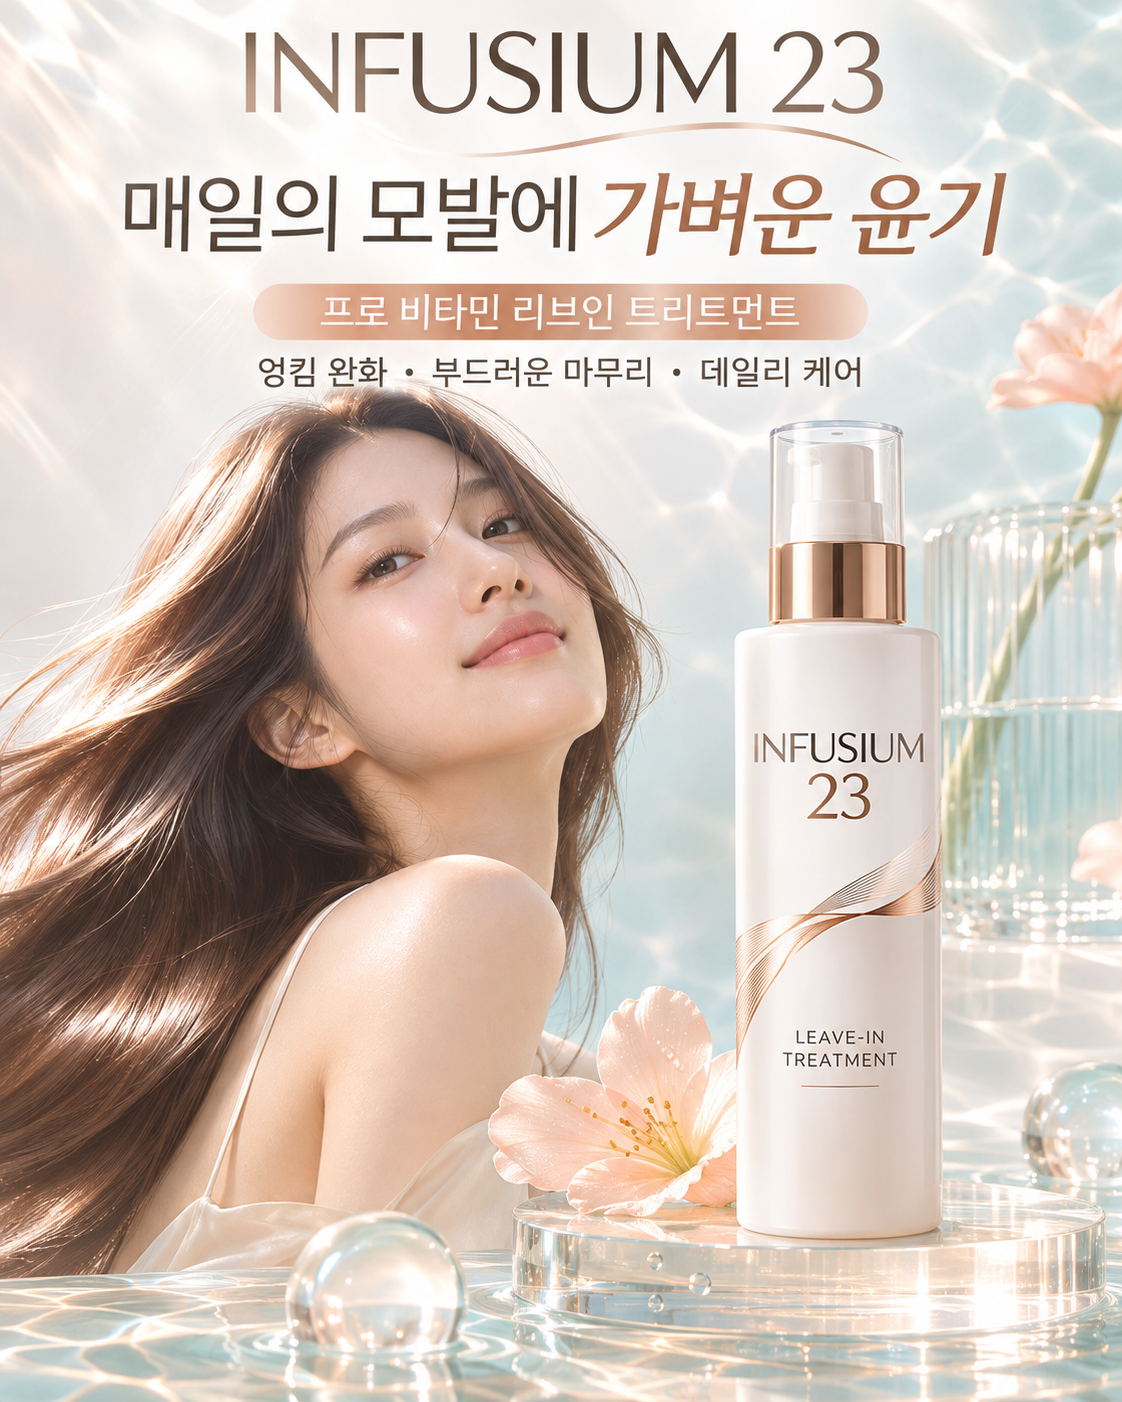 INFUSIUM 23
매일의 모발에 가벼운 윤기
프로 비타민 리브인 트리트먼트
엉킴 완화 • 부드러운 마무리 • 데일리 케어
INFUSIUM
23
LEAVE-IN
TREATMENT